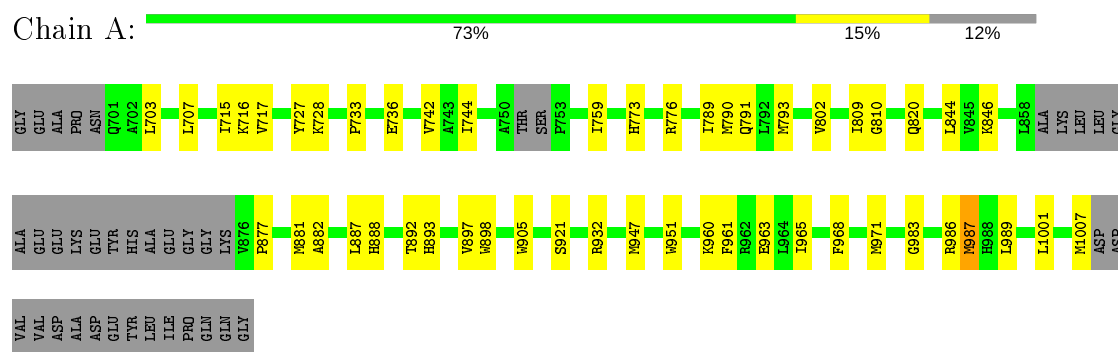 Chain A:
73% 15% 12%
GLY GLU ALA PRO ASN Q701 A702 L703 L707 I715 K716 V717 Y727 K728 P733 E736 V742 A743 I744 A750 THR SER P753 I759 H773 R776 I789 M790 Q791 L792 M793 V802 I809 G810 Q820 L844 V845 K846 L858 ALA LYS LEU LEU GLY
ALA GLU GLU LYS GLU TYR HIS ALA GLU GLY GLY LYS V876 P877 M881 A882 L887 H888 T892 H893 V897 W898 W905 S921 R932 M947 W951 K960 F961 R962 E963 L964 I965 F968 M971 G983 R986 M987 H988 L989 L1001 M1007 ASP ASP
VAL VAL ASP ALA ASP GLU TYR LEU ILE PRO GLN GLN GLY